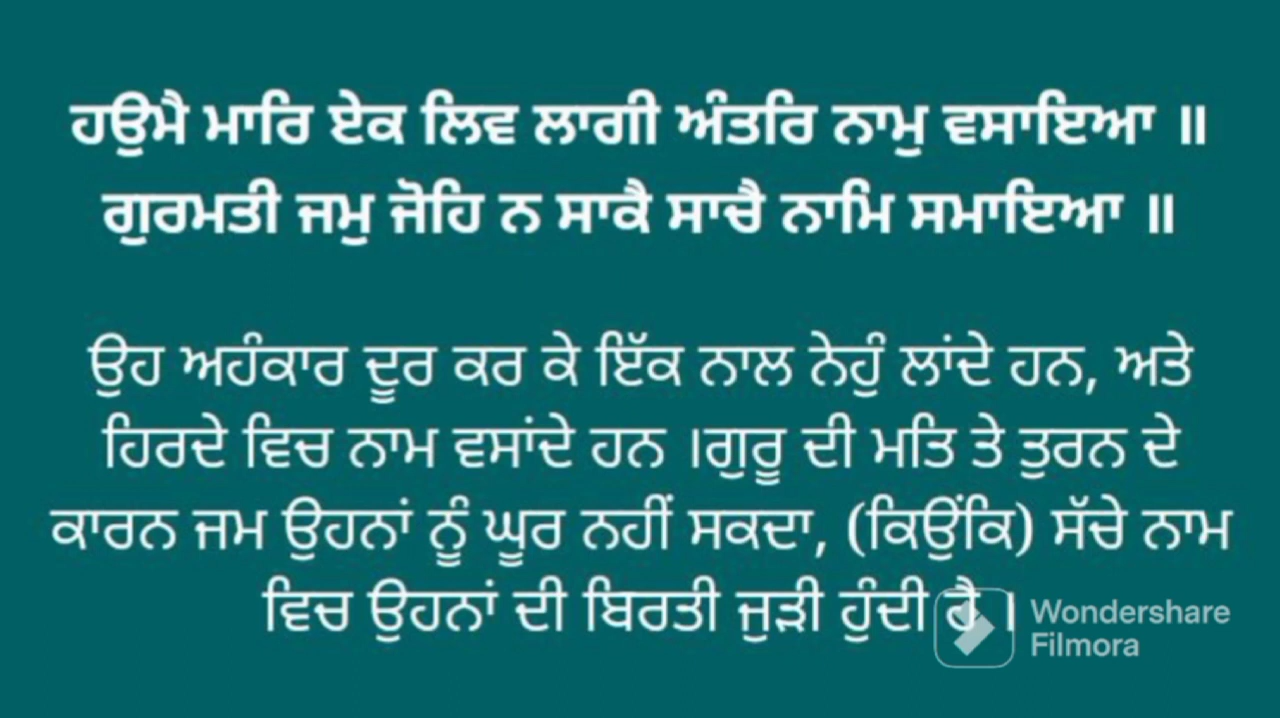 ਹਉਮੈ ਮਾਰਿ ਏਕ ਲਿਵ ਲਾਗੀ ਅੰਤਰਿ ਨਾਮੁ ਵਸਾਇਆ ॥
ਗੁਰਮਤੀ ਜਮੁ ਜੋਹਿ ਨ ਸਾਕੈ ਸਾਚੈ ਨਾਮਿ ਸਮਾਇਆ ॥
ਉਹ ਅਹੰਕਾਰ ਦੂਰ ਕਰ ਕੇ ਇੱਕ ਨਾਲ ਨੇਹੁੰ ਲਾਂਦੇ ਹਨ, ਅਤੇ
ਹਿਰਦੇ ਵਿਚ ਨਾਮ ਵਸਾਂਦੇ ਹਨ ।ਗੁਰੂ ਦੀ ਮਤਿ ਤੇ ਤੁਰਨ ਦੇ
ਕਾਰਨ ਜਮ ਉਹਨਾਂ ਨੂੰ ਘੂਰ ਨਹੀਂ ਸਕਦਾ, (ਕਿਉਂਕਿ) ਸੱਚੇ ਨਾਮ
ਵਿਚ ਉਹਨਾਂ ਦੀ ਬਿਰਤੀ ਜੁੜੀ ਹੁੰਦੀ ਹੈ ।
Wondershare
Filmora